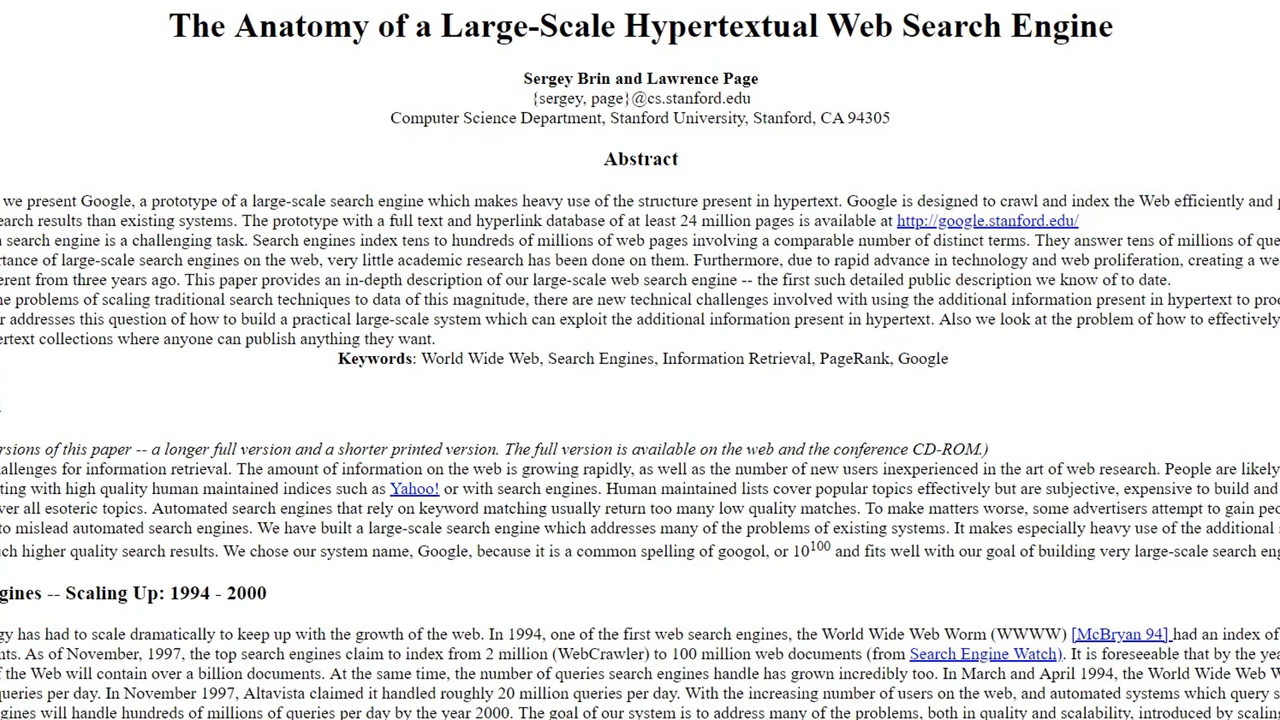 The Anatomy of a Large-Scale Hypertextual Web Search Engine
Sergey Brin and Lawrence Page
{sergey, page}@cs.stanford.edu
Computer Science Department, Stanford University, Stanford, CA 94305
Abstract
we present Google, a prototype of a large-scale search engine which makes heavy use of the structure present in hypertext. Google is designed to crawl and index the Web efficiently and
earch results than existing systems. The prototype with a full text and hyperlink database of at least 24 million pages is available at http://google.stanford.edu/
search engine is a challenging task. Search engines index tens to hundreds of millions of web pages involving a comparable number of distinct terms. They answer tens of millions of que
rtance of large-scale search engines on the web, very little academic research has been done on them. Furthermore, due to rapid advance in technology and web proliferation, creating a we
erent from three years ago. This paper provides an in-depth description of our large-scale web search engine -- the first such detailed public description we know of to date.
e problems of scaling traditional search techniques to data of this magnitude, there are new technical challenges involved with using the additional information present in hypertext to proc
r addresses this question of how to build a practical large-scale system which can exploit the additional information present in hypertext. Also we look at the problem of how to effectively
ertext collections where anyone can publish anything they want.
Keywords: World Wide Web, Search Engines, Information Retrieval, PageRank, Google
rsions of this paper -- a longer full version and a shorter printed version. The full version is available on the web and the conference CD-ROM.)
allenges for information retrieval. The amount of information on the web is growing rapidly, as well as the number of new users inexperienced in the art of web research. People are likely
ting with high quality human maintained indices such as Yahoo! or with search engines. Human maintained lists cover popular topics effectively but are subjective, expensive to build and
ver all esoteric topics. Automated search engines that rely on keyword matching usually return too many low quality matches. To make matters worse, some advertisers attempt to gain peo
to mislead automated search engines. We have built a large-scale search engine which addresses many of the problems of existing systems. It makes especially heavy use of the additional
ch higher quality search results. We chose our system name, Google, because it is a common spelling of googol, or 10^100 and fits well with our goal of building very large-scale search eng
gines -- Scaling Up: 1994 - 2000
gy has had to scale dramatically to keep up with the growth of the web. In 1994, one of the first web search engines, the World Wide Web Worm (WWWW) [McBryan 94] had an index of
nts. As of November, 1997, the top search engines claim to index from 2 million (WebCrawler) to 100 million web documents (from Search Engine Watch). It is foreseeable that by the yea
f the Web will contain over a billion documents. At the same time, the number of queries search engines handle has grown incredibly too. In March and April 1994, the World Wide Web W
queries per day. In November 1997, Altavista claimed it handled roughly 20 million queries per day. With the increasing number of users on the web, and automated systems which query s
gines will handle hundreds of millions of queries per day by the year 2000. The goal of our system is to address many of the problems, both in quality and scalability, introduced by scalin